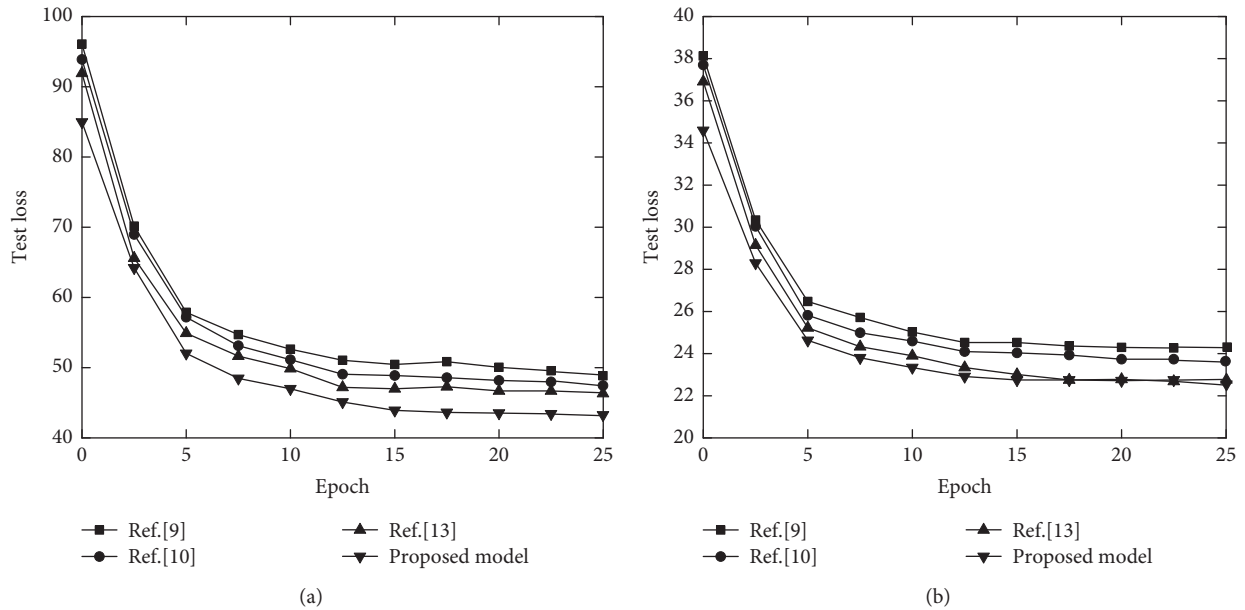 100
90
80
70
60
50
40
Test loss
0 5 10 15 20 25
Epoch
Ref.[9]
Ref.[10]
Ref.[13]
Proposed model
(a)
40
38
36
34
32
30
28
26
24
22
20
Test loss
0 5 10 15 20 25
Epoch
Ref.[9]
Ref.[10]
Ref.[13]
Proposed model
(b)